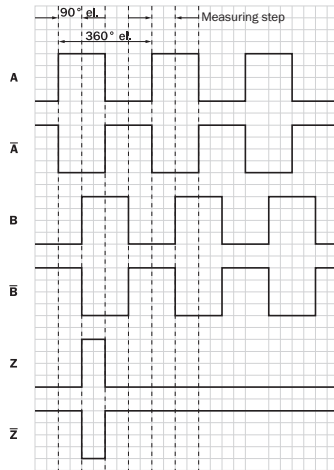 90° el.
Measuring step
360° el.
A
A̅
B
B̅
Z
Z̅